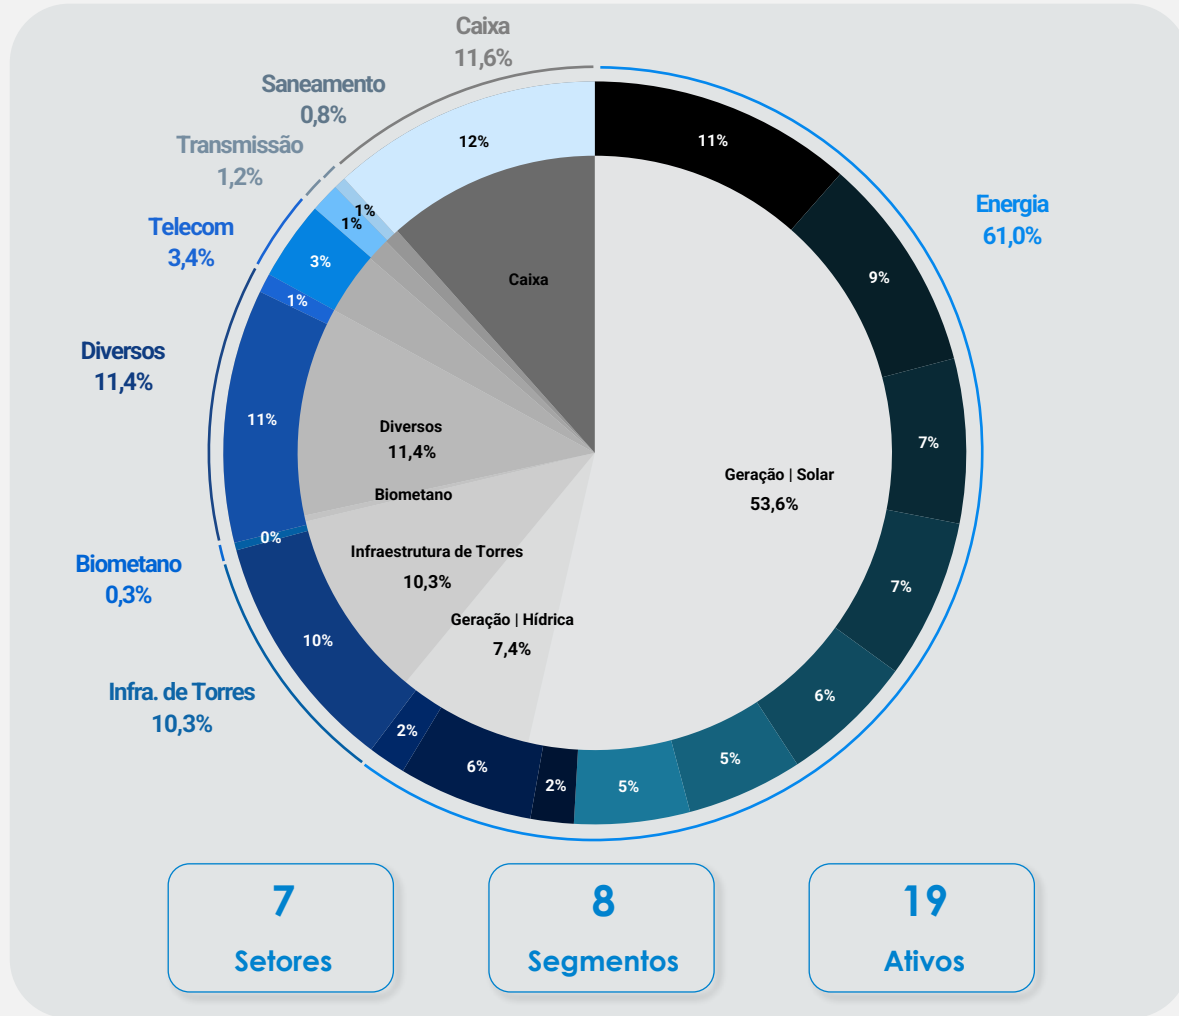 Caixa
11,6%
Saneamento
0,8%
Transmissão
1,2%
Telecom
3,4%
Diversos
11,4%
Biometano
0,3%
Infra. de Torres
10,3%
Energia
61,0%
11%
9%
7%
7%
6%
5%
5%
2%
6%
2%
10%
0%
11%
1%
3%
1%
1%
12%
Caixa
Diversos
11,4%
Biometano
Infraestrutura de Torres
10,3%
Geração | Hídrica
7,4%
Geração | Solar
53,6%
7
Setores
8
Segmentos
19
Ativos